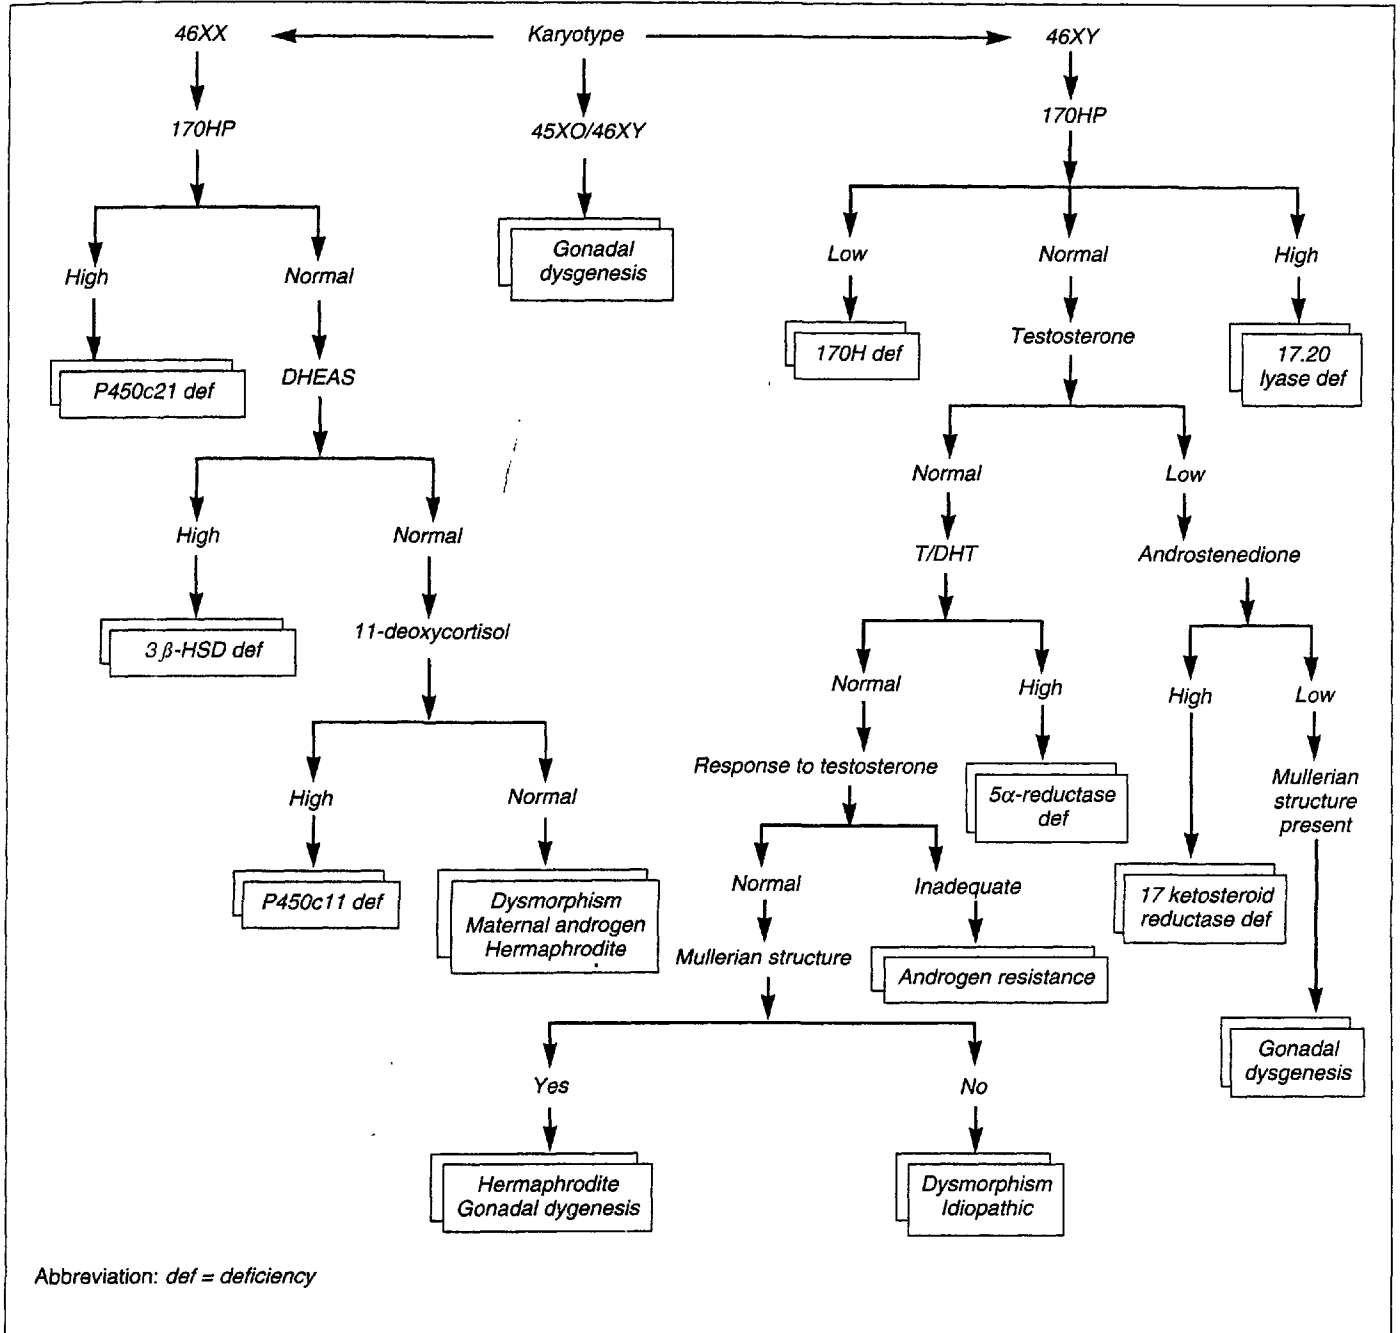 Karyotype
46XX
46XY
170HP
45XO/46XY
170HP
High
Normal
Gonadal
dysgenesis
Low
Normal
High
P450c21 def
DHEAS
170H def
Testosterone
17.20
lyase def
High
Normal
Normal
Low
3β-HSD def
11-deoxycortisol
T/DHT
Androstenedione
High
Normal
Normal
High
High
Low
P450c11 def
Dysmorphism
Maternal androgen
Hermaphrodite
Response to testosterone
5α-reductase
def
17 ketosteroid
reductase def
Mullerian
structure
present
Normal
Inadequate
Mullerian structure
Androgen resistance
Gonadal
dysgenesis
Yes
No
Hermaphrodite
Gonadal dygenesis
Dysmorphism
Idiopathic
Abbreviation: def = deficiency